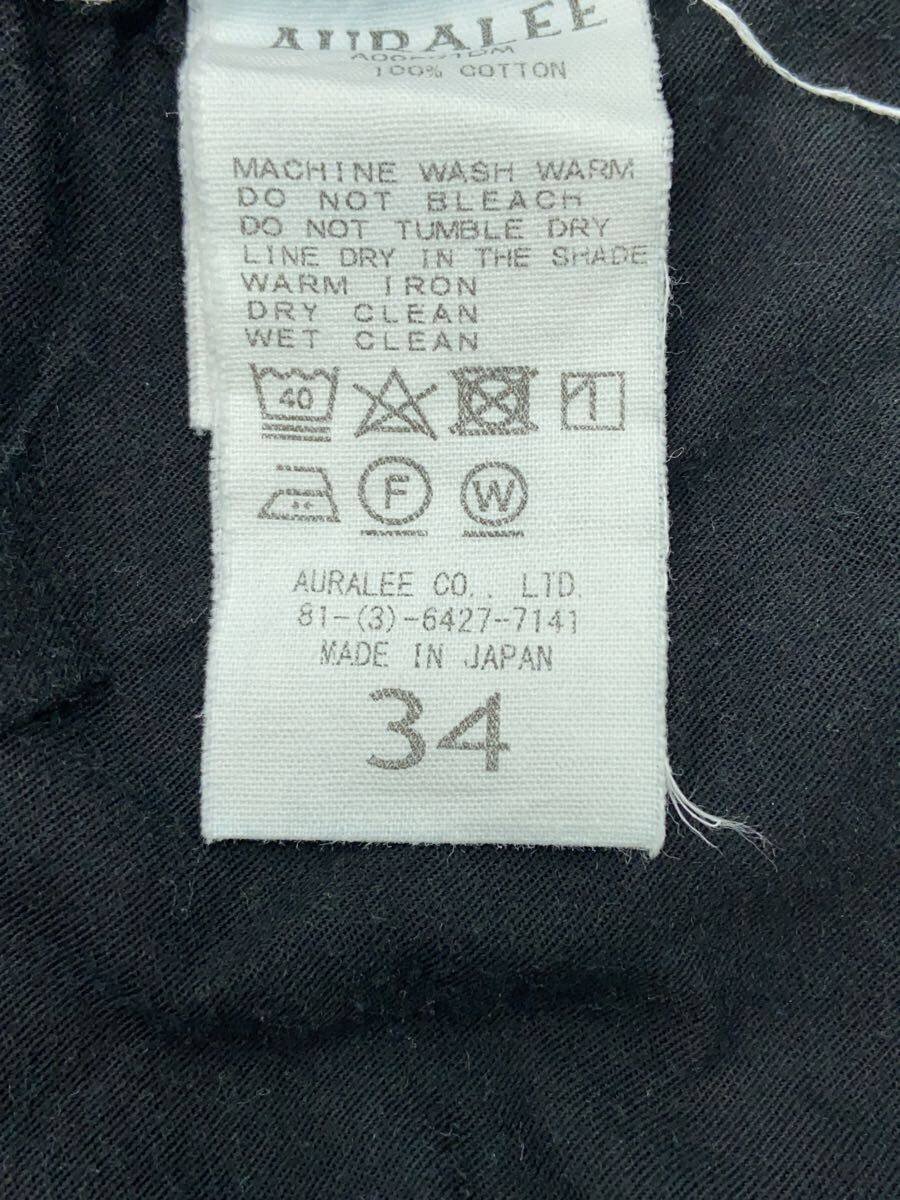 AURALEE
100% COTTON
MACHINE WASH WARM
DO NOT BLEACH
DO NOT TUMBLE DRY
LINE DRY IN THE SHADE
WARM IRON
DRY CLEAN
WET CLEAN
40
F W
AURALEE CO., LTD.
81-(3)-6427-7141
MADE IN JAPAN
34